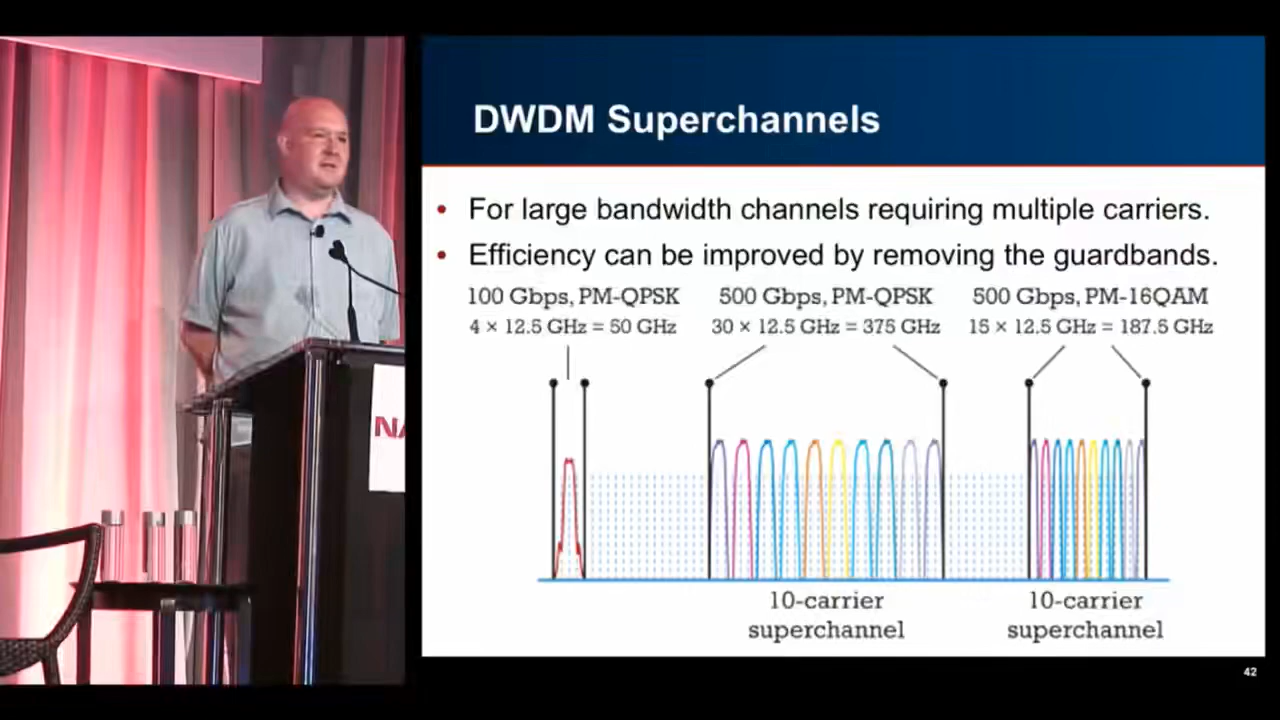 DWDM Superchannels
• For large bandwidth channels requiring multiple carriers.
• Efficiency can be improved by removing the guardbands.
100 Gbps, PM-QPSK
4 × 12.5 GHz = 50 GHz
500 Gbps, PM-QPSK
30 × 12.5 GHz = 375 GHz
500 Gbps, PM-16QAM
15 × 12.5 GHz = 187.5 GHz
10-carrier
superchannel
10-carrier
superchannel
42